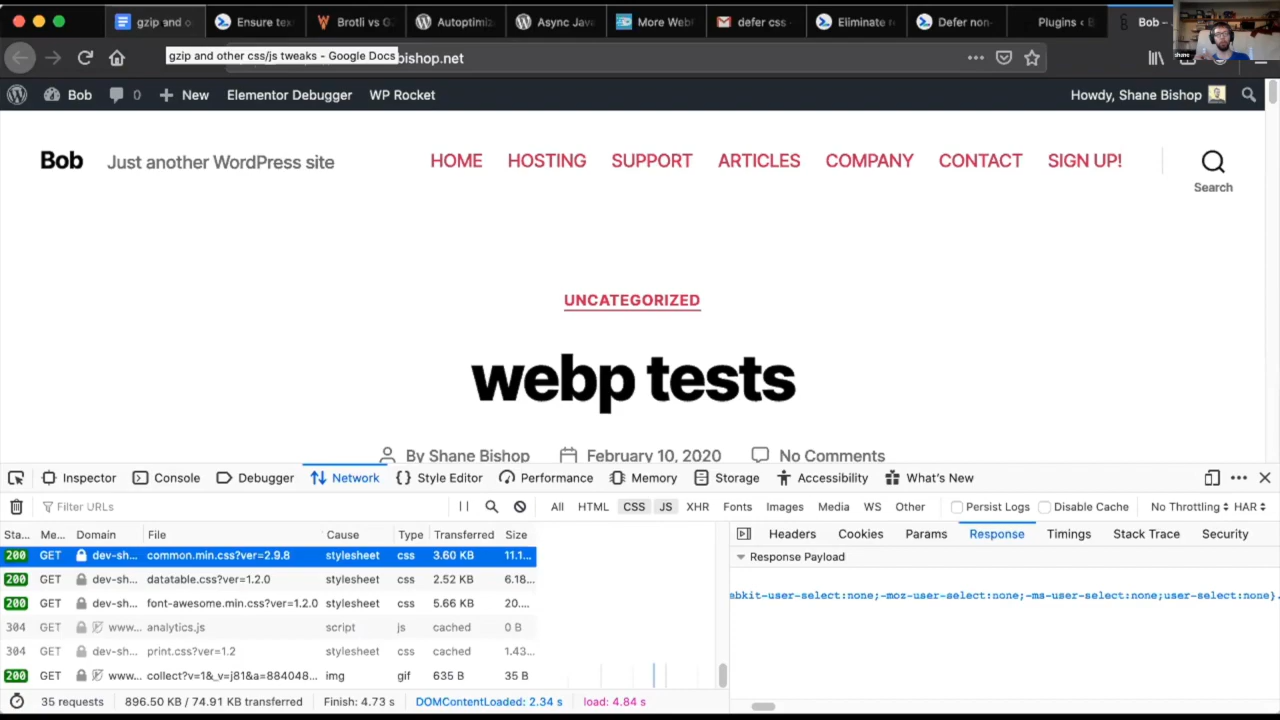 gzip and o
Ensure tex
Brotli vs G
Autoptimiz
Async Jav
More WebP
defer css
Eliminate r
Defer non-
Plugins ‹ B
Bob –
shane
gzip and other css/js tweaks - Google Docs
bishop.net
Bob
0
New
Elementor Debugger
WP Rocket
Howdy, Shane Bishop
Bob
Just another WordPress site
HOME
HOSTING
SUPPORT
ARTICLES
COMPANY
CONTACT
SIGN UP!
Search
UNCATEGORIZED
webp tests
By Shane Bishop
February 10, 2020
No Comments
Inspector
Console
Debugger
Network
Style Editor
Performance
Memory
Storage
Accessibility
What's New
Filter URLs
All
HTML
CSS
JS
XHR
Fonts
Images
Media
WS
Other
Persist Logs
Disable Cache
No Throttling
HAR
Sta...
Me...
Domain
File
Cause
Type
Transferred
Size
Headers
Cookies
Params
Response
Timings
Stack Trace
Security
200 GET dev-sh... common.min.css?ver=2.9.8 stylesheet css 3.60 KB 11.1...
Response Payload
200 GET dev-sh... datatable.css?ver=1.2.0 stylesheet css 2.52 KB 6.18...
abkit-user-select:none;-moz-user-select:none;-ms-user-select:none;user-select:none}.
200 GET dev-sh... font-awesome.min.css?ver=1.2.0 stylesheet css 5.66 KB 20....
304 GET www... analytics.js script js cached 0 B
304 GET dev-sh... print.css?ver=1.2 stylesheet css cached 1.43...
200 GET www... collect?v=1&_v=j81&a=884048... img gif 635 B 35 B
35 requests
896.50 KB / 74.91 KB transferred
Finish: 4.73 s
DOMContentLoaded: 2.34 s
load: 4.84 s